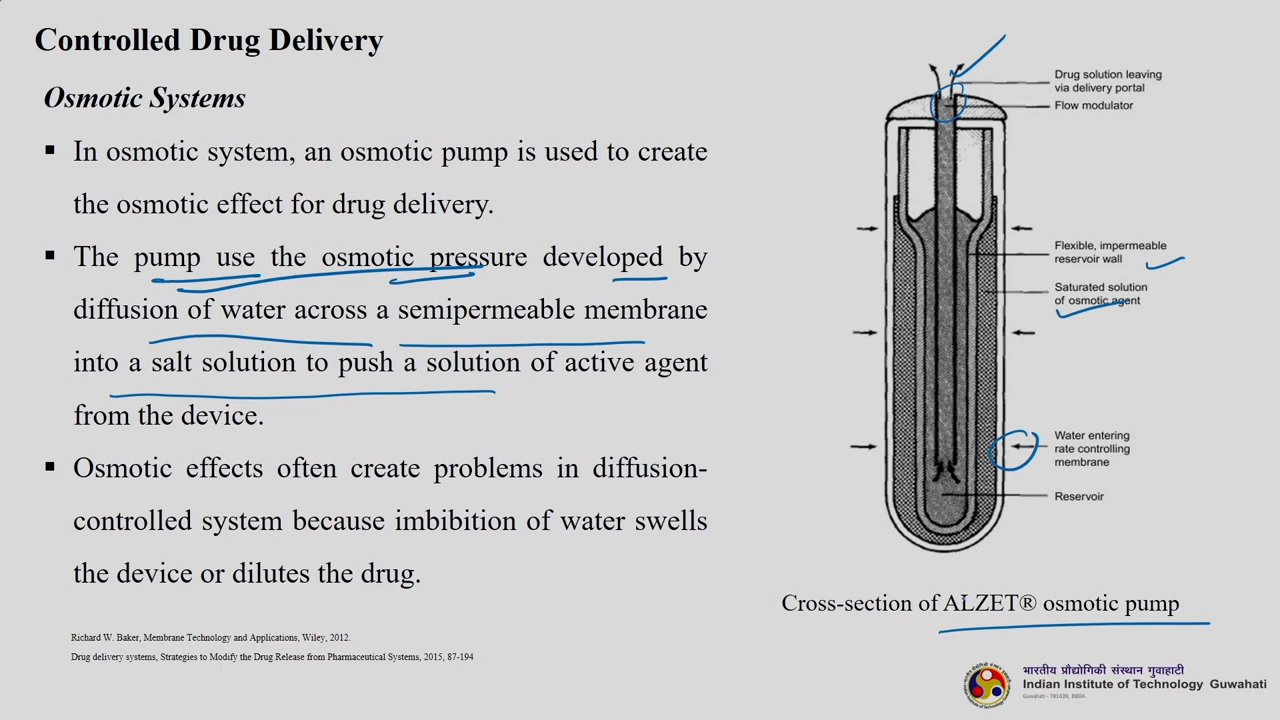 Controlled Drug Delivery
Osmotic Systems
▪ In osmotic system, an osmotic pump is used to create
the osmotic effect for drug delivery.
▪ The pump use the osmotic pressure developed by
diffusion of water across a semipermeable membrane
into a salt solution to push a solution of active agent
from the device.
▪ Osmotic effects often create problems in diffusion-
controlled system because imbibition of water swells
the device or dilutes the drug.
Richard W. Baker, Membrane Technology and Applications, Wiley, 2012.
Drug delivery systems, Strategies to Modify the Drug Release from Pharmaceutical Systems, 2015, 87-194
Drug solution leaving
via delivery portal
Flow modulator
Flexible, impermeable
reservoir wall
Saturated solution
of osmotic agent
Water entering
rate controlling
membrane
Reservoir
Cross-section of ALZET® osmotic pump
भारतीय प्रौद्योगिकी संस्थान गुवाहाटी
Indian Institute of Technology Guwahati
Guwahati - 781039, INDIA